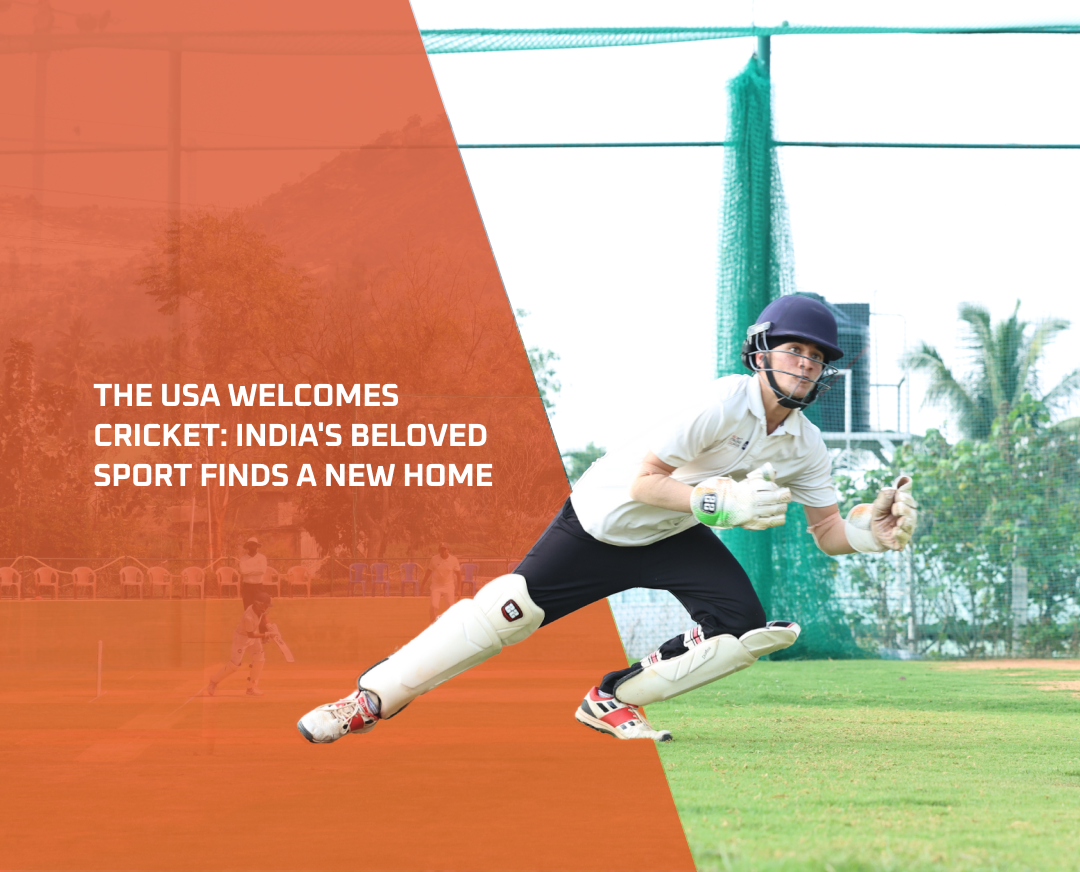 THE USA WELCOMES
CRICKET: INDIA'S BELOVED
SPORT FINDS A NEW HOME